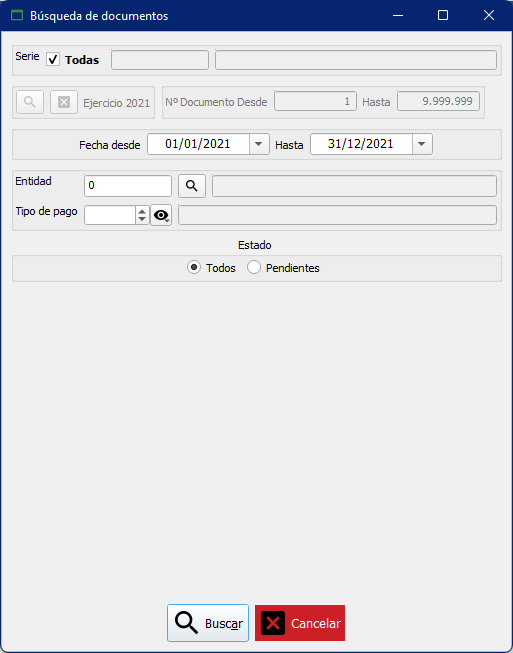 Búsqueda de documentos
Serie Todas
Ejercicio 2021 Nº Documento Desde 1 Hasta 9.999.999
Fecha desde 01/01/2021 Hasta 31/12/2021
Entidad 0
Tipo de pago
Estado
Todos Pendientes
Buscar Cancelar